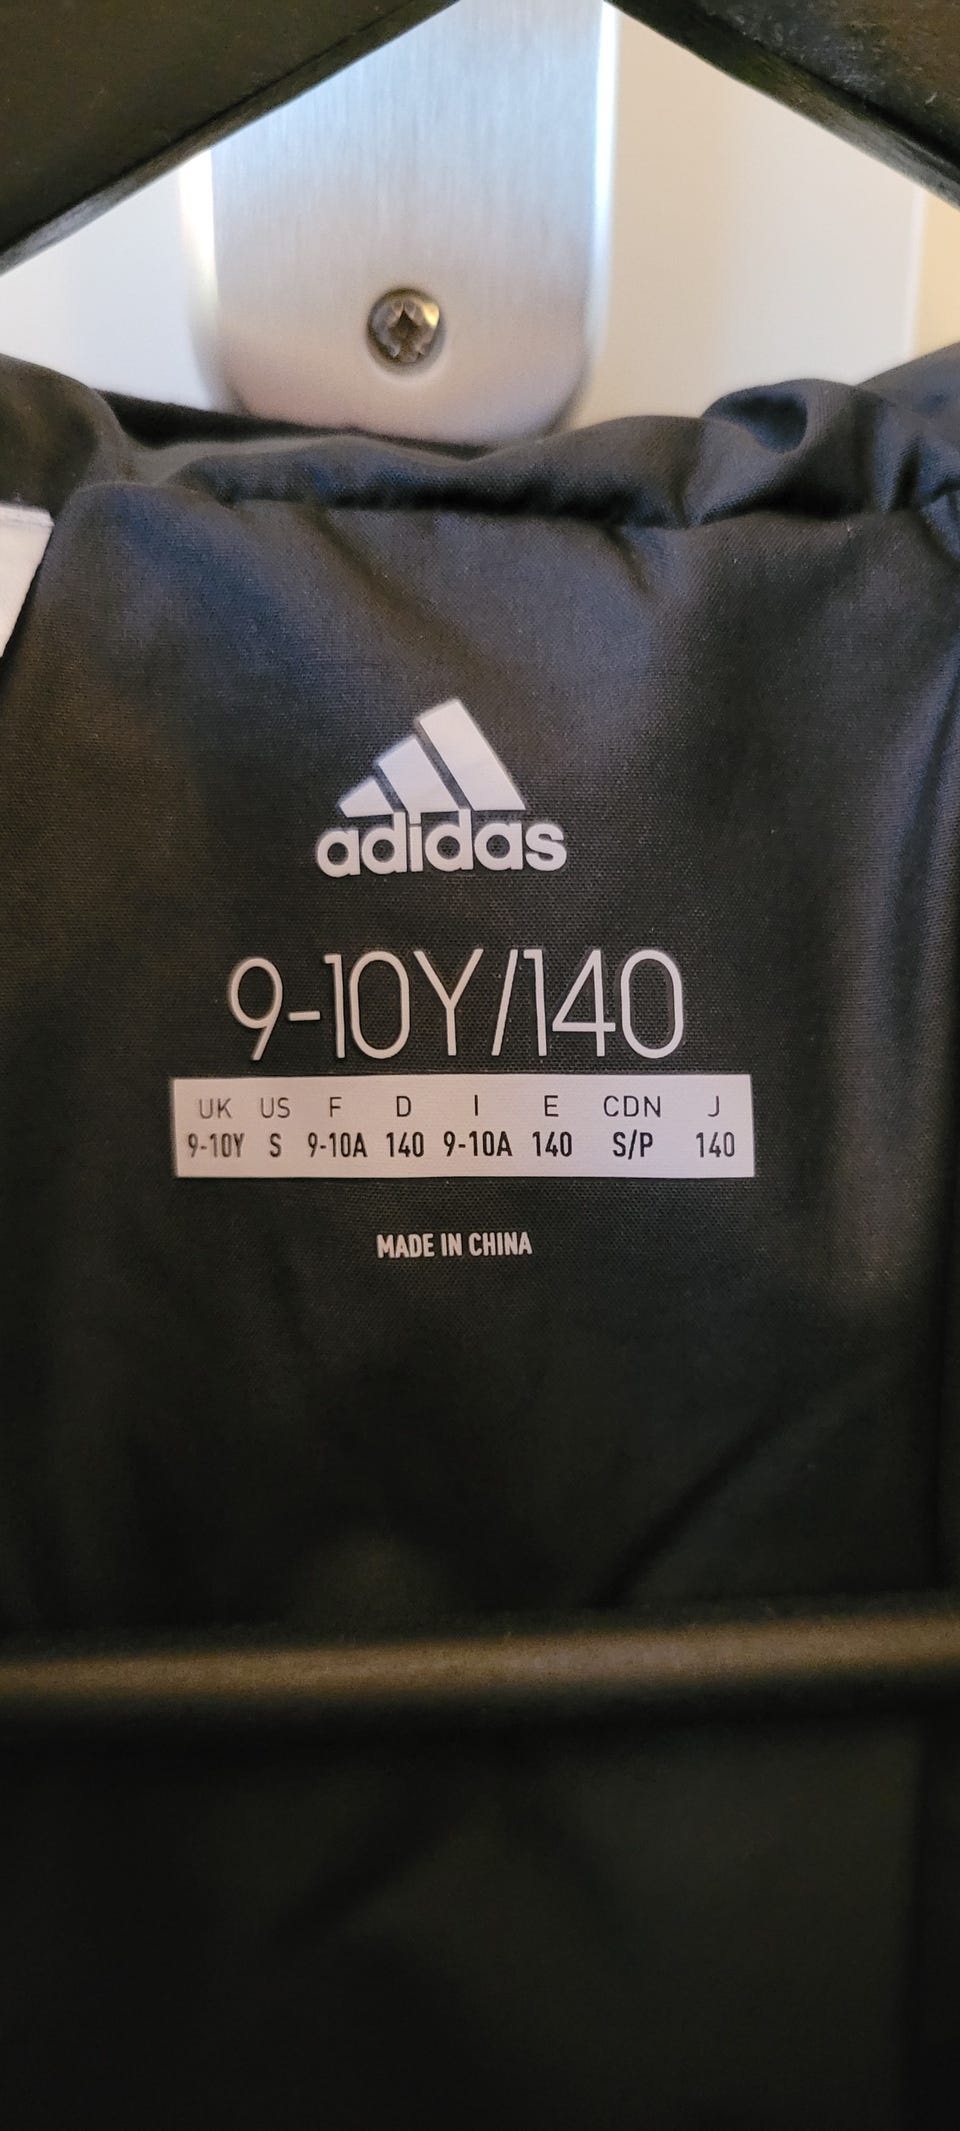 adidas
9-10Y/140
UK US F D I E CDN J
9-10Y S 9-10A 140 9-10A 140 S/P 140
MADE IN CHINA